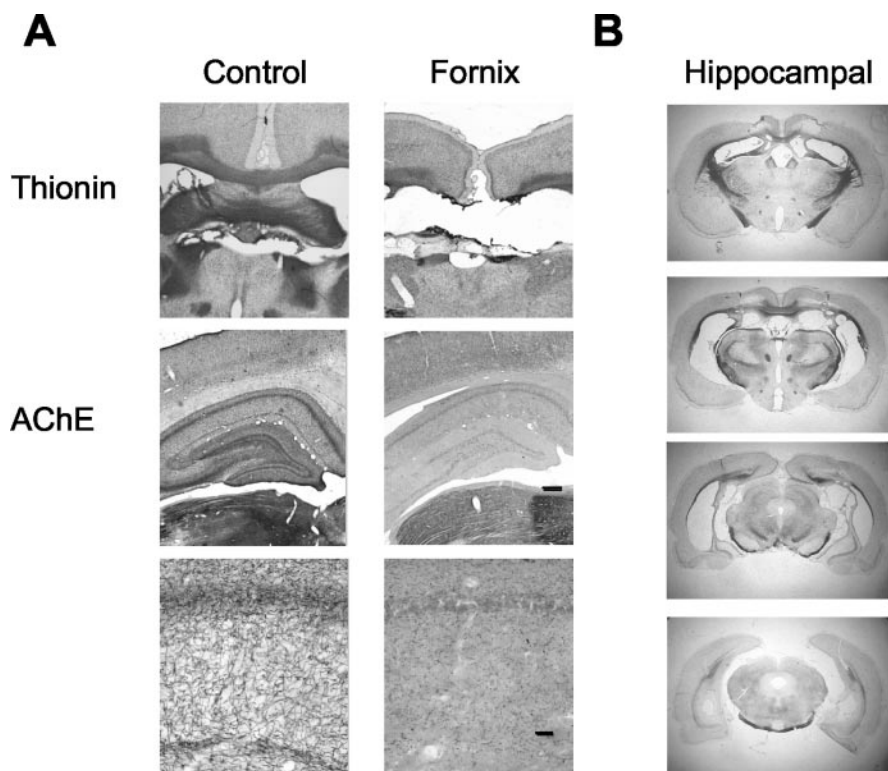 A
B
Control
Fornix
Hippocampal
Thionin
AChE